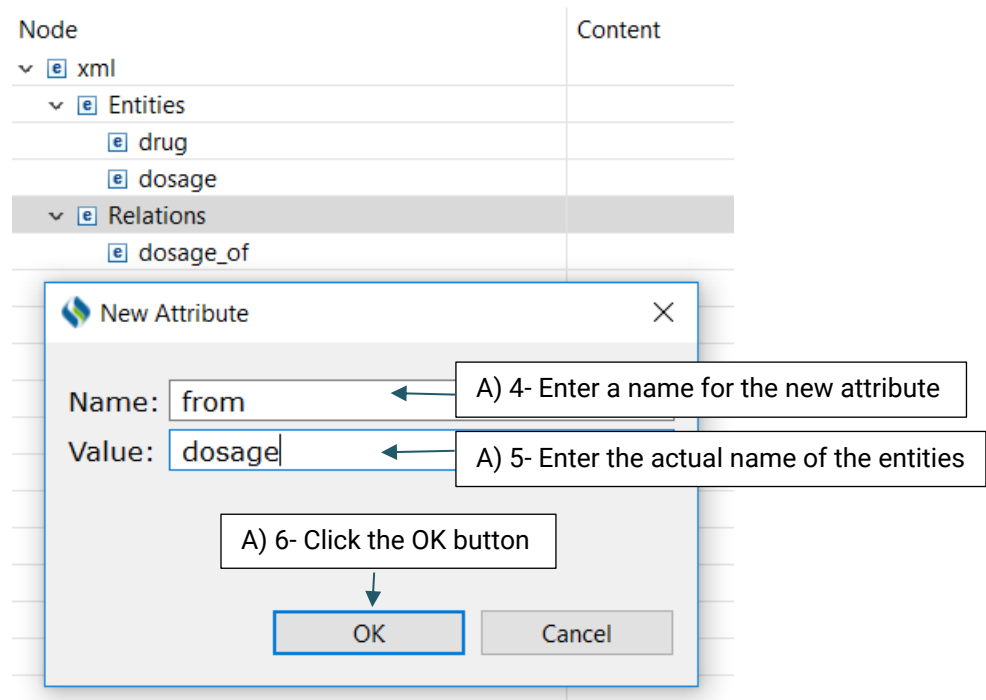 Node Content
xml
Entities
drug
dosage
Relations
dosage_of
New Attribute
Name: from
A) 4- Enter a name for the new attribute
Value: dosage
A) 5- Enter the actual name of the entities
A) 6- Click the OK button
OK Cancel